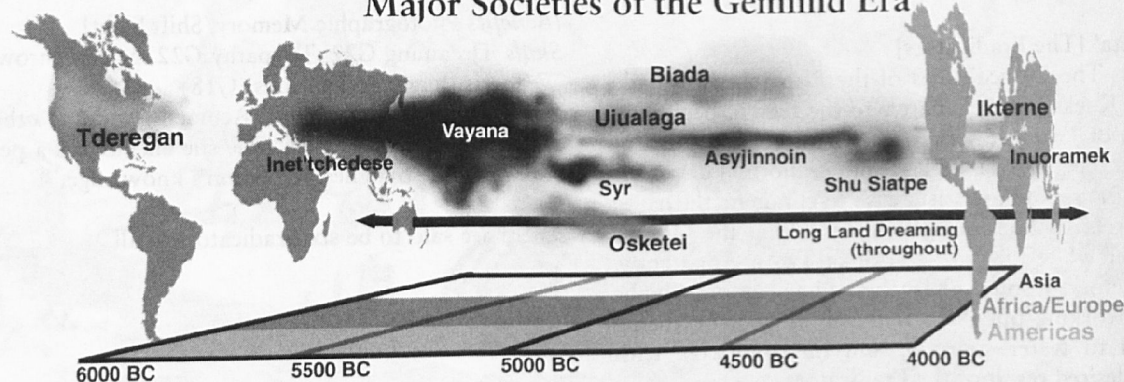 Major Societies of the Geminid Era
Biada
Ikterne
Uiualaga
Tderegan
Vayana
Inet'tchedese
Asyjinnoin
Inuoramek
Syr
Shu Siatpe
Osketei
Long Land Dreaming
(throughout)
Asia
Africa/Europe
Americas
6000 BC
5500 BC
5000 BC
4500 BC
4000 BC